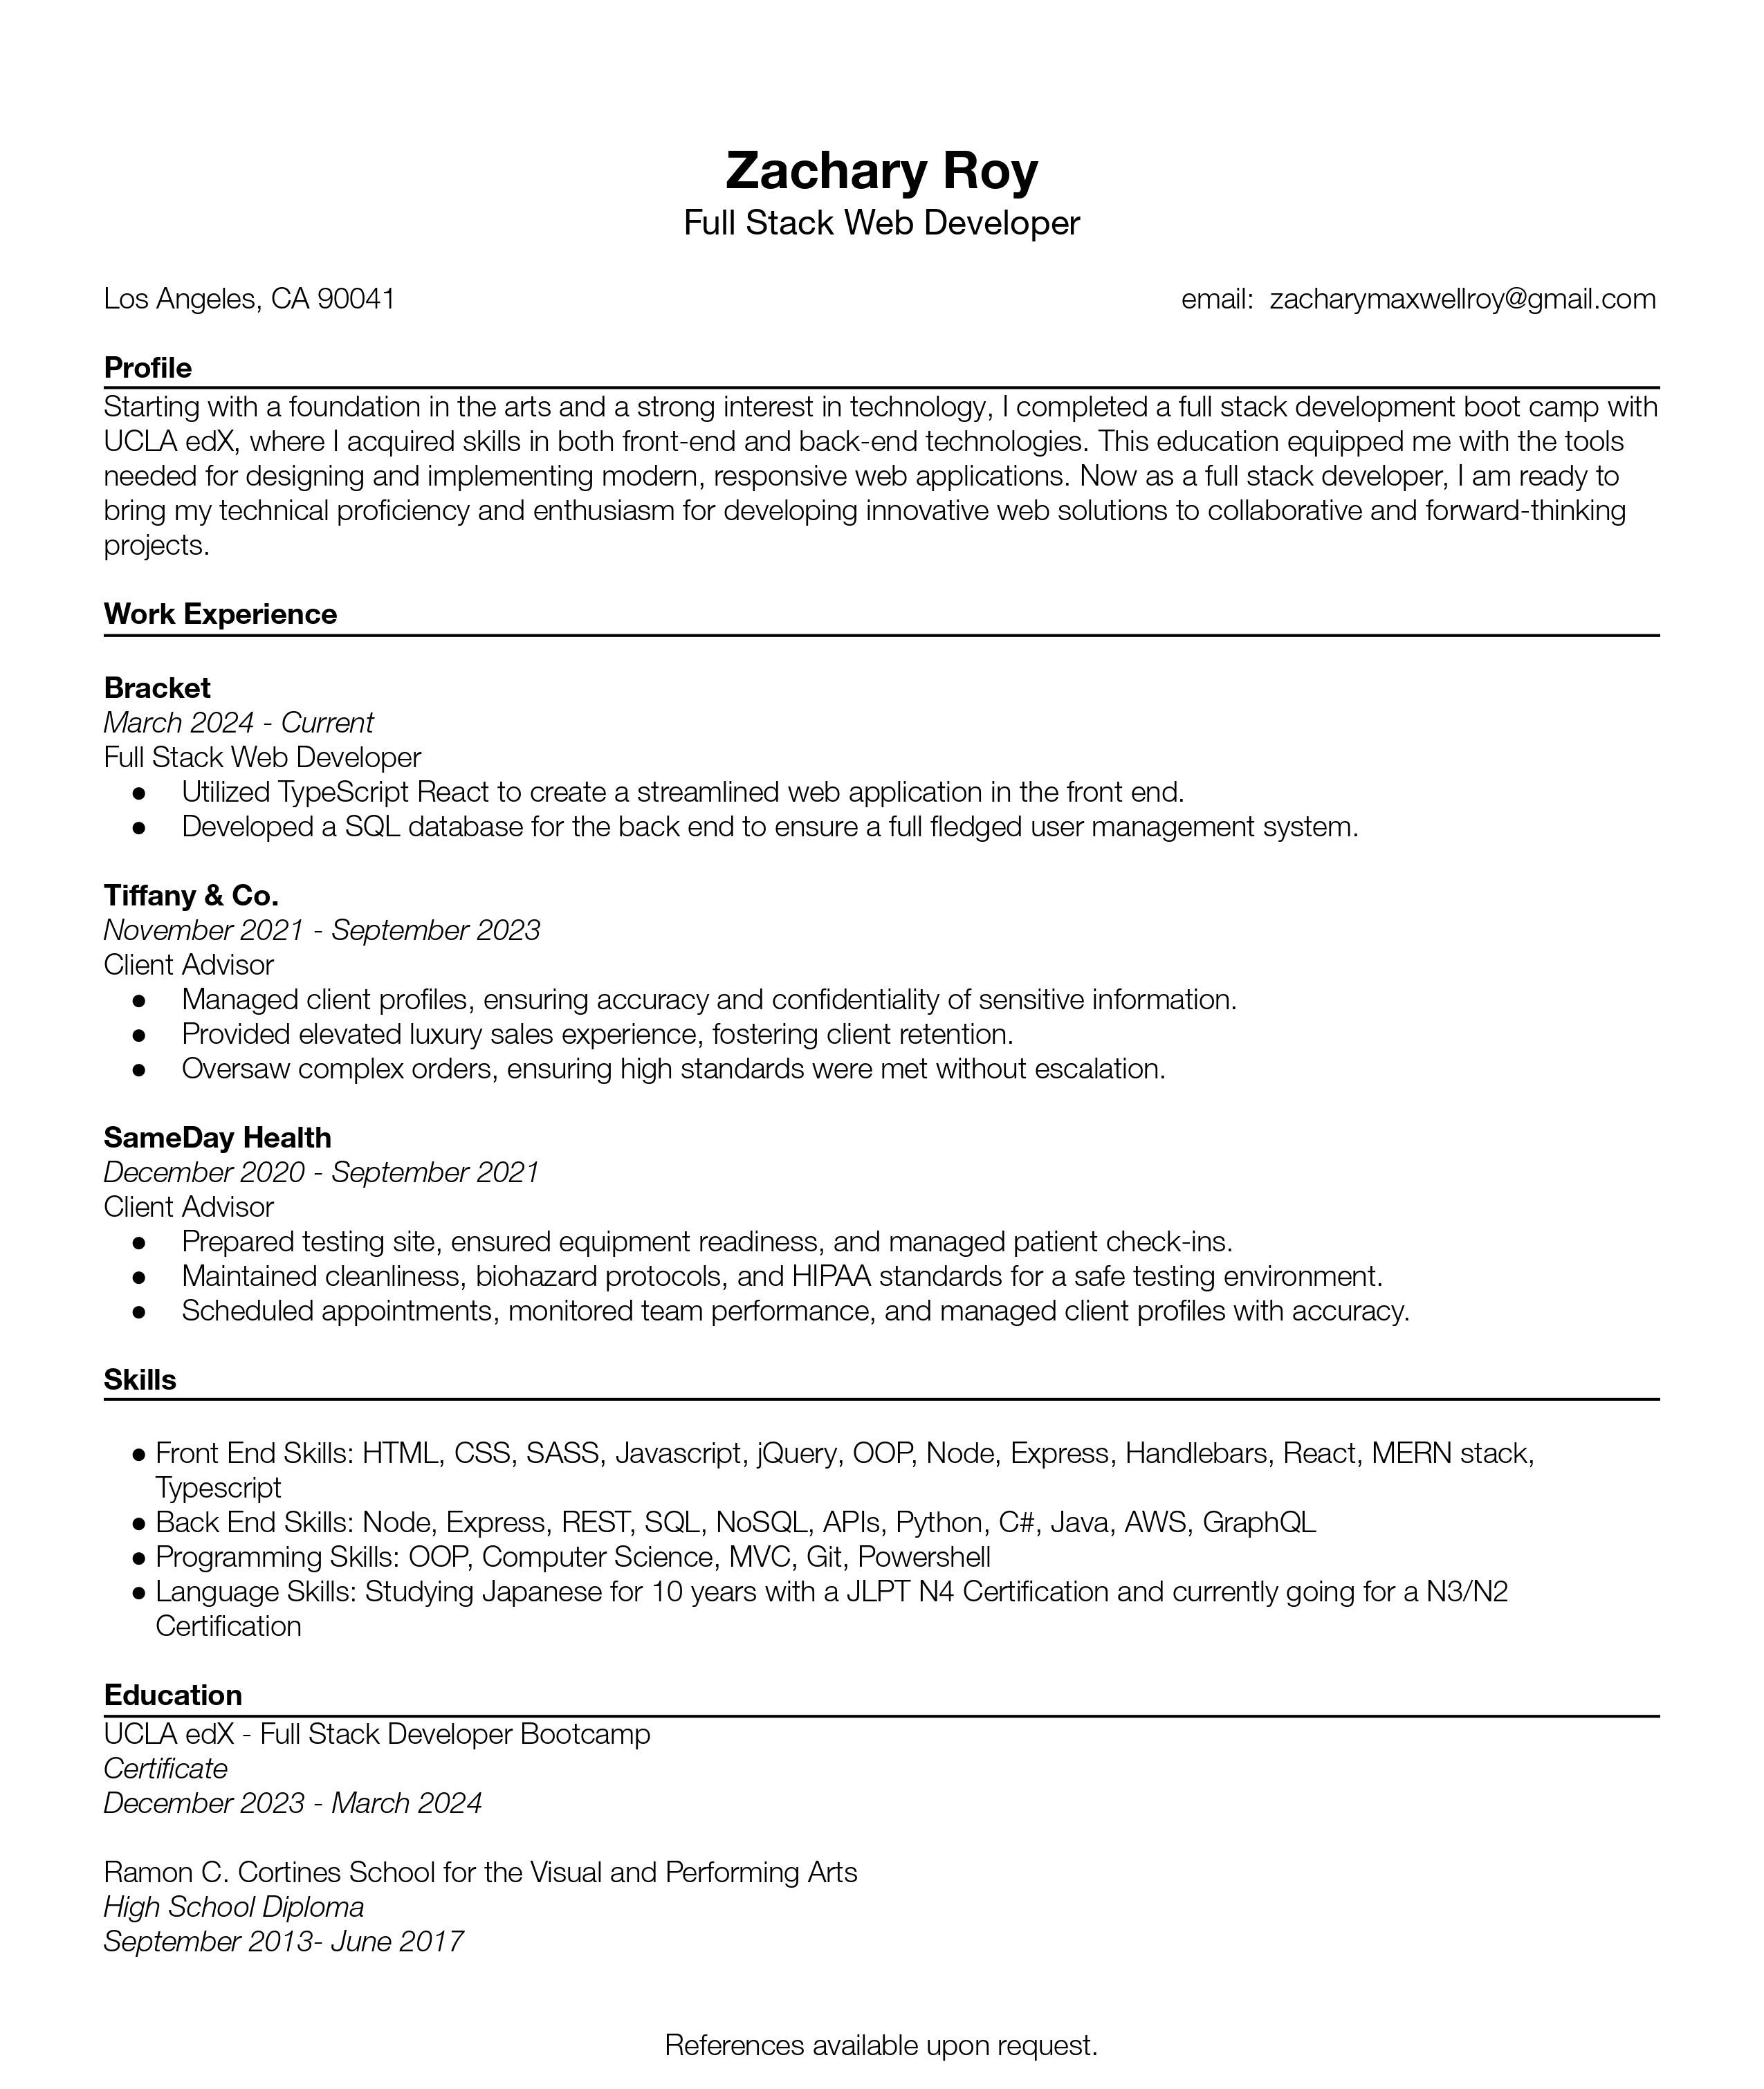 Zachary Roy
Full Stack Web Developer
Los Angeles, CA 90041 email:  zacharymaxwellroy@gmail.com
Profile
Starting with a foundation in the arts and a strong interest in technology, I completed a full stack development boot camp with
UCLA edX, where I acquired skills in both front-end and back-end technologies. This education equipped me with the tools
needed for designing and implementing modern, responsive web applications. Now as a full stack developer, I am ready to
bring my technical proficiency and enthusiasm for developing innovative web solutions to collaborative and forward-thinking
projects.
Work Experience
Bracket
March 2024 - Current
Full Stack Web Developer
● Utilized TypeScript React to create a streamlined web application in the front end.
● Developed a SQL database for the back end to ensure a full fledged user management system.
Tiffany & Co.
November 2021 - September 2023
Client Advisor
● Managed client profiles, ensuring accuracy and confidentiality of sensitive information.
● Provided elevated luxury sales experience, fostering client retention.
● Oversaw complex orders, ensuring high standards were met without escalation.
SameDay Health
December 2020 - September 2021
Client Advisor
● Prepared testing site, ensured equipment readiness, and managed patient check-ins.
● Maintained cleanliness, biohazard protocols, and HIPAA standards for a safe testing environment.
● Scheduled appointments, monitored team performance, and managed client profiles with accuracy.
Skills
● Front End Skills: HTML, CSS, SASS, Javascript, jQuery, OOP, Node, Express, Handlebars, React, MERN stack,
Typescript
● Back End Skills: Node, Express, REST, SQL, NoSQL, APIs, Python, C#, Java, AWS, GraphQL
● Programming Skills: OOP, Computer Science, MVC, Git, Powershell
● Language Skills: Studying Japanese for 10 years with a JLPT N4 Certification and currently going for a N3/N2
Certification
Education
UCLA edX - Full Stack Developer Bootcamp
Certificate
December 2023 - March 2024
Ramon C. Cortines School for the Visual and Performing Arts
High School Diploma
September 2013- June 2017
References available upon request.